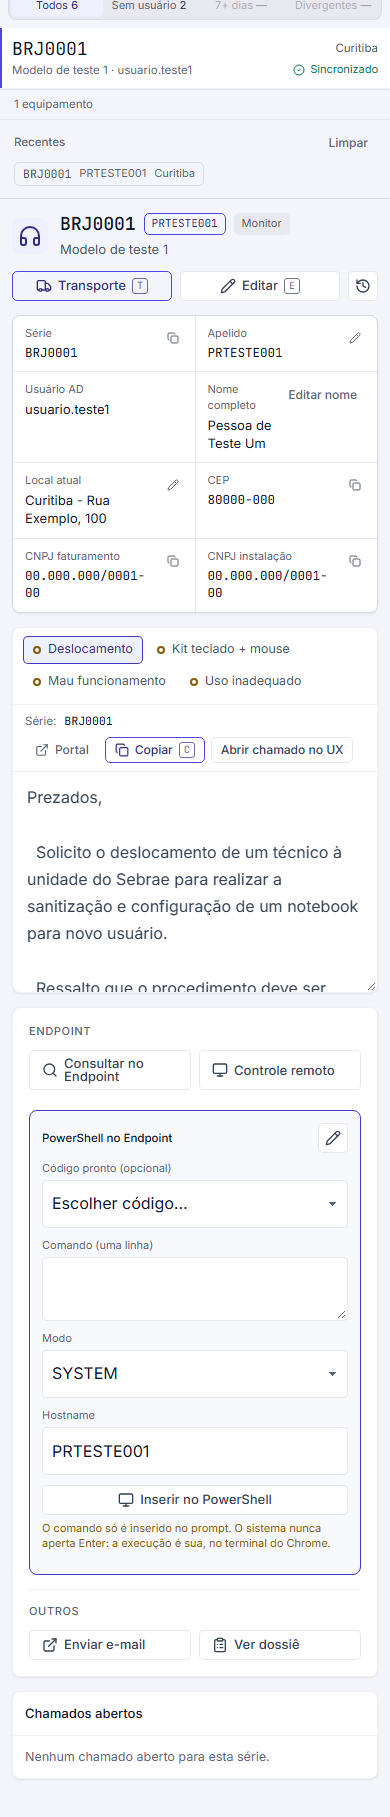 Todos 6 Sem usuário 2 7+ dias — Divergentes —
BRJ0001 Curitiba
Modelo de teste 1 · usuario.teste1 Sincronizado
1 equipamento
Recentes Limpar
BRJ0001 PRTESTE001 Curitiba
BRJ0001 PRTESTE001 Monitor
Modelo de teste 1
Transporte T Editar E
Série
BRJ0001
Apelido
PRTESTE001
Usuário AD
usuario.teste1
Nome
completo
Editar nome
Pessoa de
Teste Um
Local atual
Curitiba - Rua
Exemplo, 100
CEP
80000-000
CNPJ faturamento
00.000.000/0001-
00
CNPJ instalação
00.000.000/0001-
00
Deslocamento Kit teclado + mouse
Mau funcionamento Uso inadequado
Série: BRJ0001
Portal Copiar C Abrir chamado no UX
Prezados,
Solicito o deslocamento de um técnico à
unidade do Sebrae para realizar a
sanitização e configuração de um notebook
para novo usuário.
Ressalto que o procedimento deve ser
ENDPOINT
Consultar no
Endpoint
Controle remoto
PowerShell no Endpoint
Código pronto (opcional)
Escolher código...
Comando (uma linha)
Modo
SYSTEM
Hostname
PRTESTE001
Inserir no PowerShell
O comando só é inserido no prompt. O sistema nunca
aperta Enter: a execução é sua, no terminal do Chrome.
OUTROS
Enviar e-mail Ver dossiê
Chamados abertos
Nenhum chamado aberto para esta série.